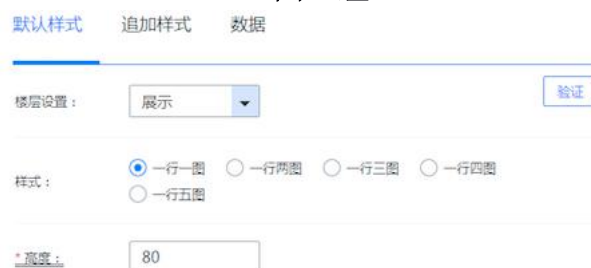 默认样式 追加样式 数据
楼层设置： 展示 验证
样式： 一行一图 一行两图 一行三图 一行四图
一行五图
*高度： 80